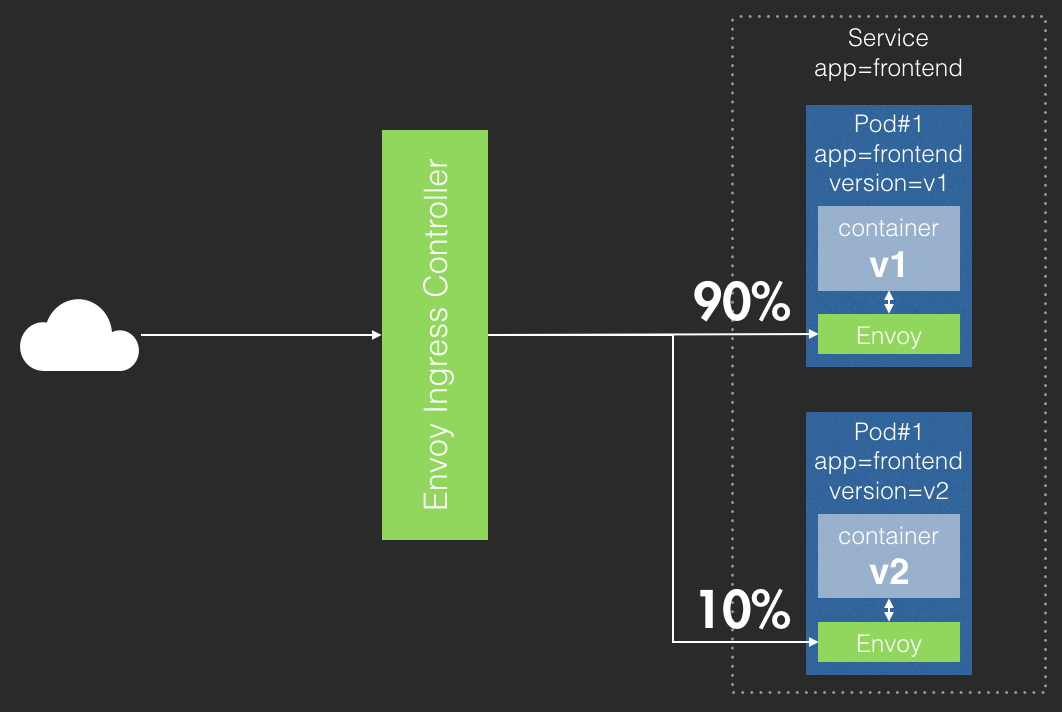 Service
app=frontend
Pod#1
app=frontend
version=v1
container
v1
90%
Envoy
Envoy Ingress Controller
Pod#1
app=frontend
version=v2
container
v2
10%
Envoy